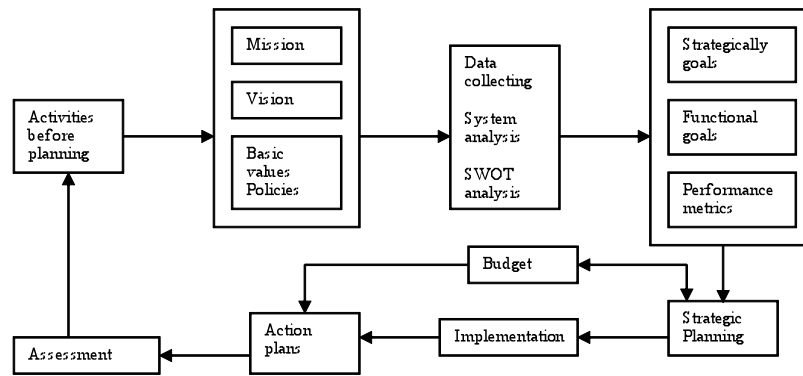 Activities
before
planning
Mission
Vision
Basic
values
Policies
Data
collecting
System
analysis
SWOT
analysis
Strategically
goals
Functional
goals
Performance
metrics
Budget
Strategic
Planning
Implementation
Action
plans
Assessment